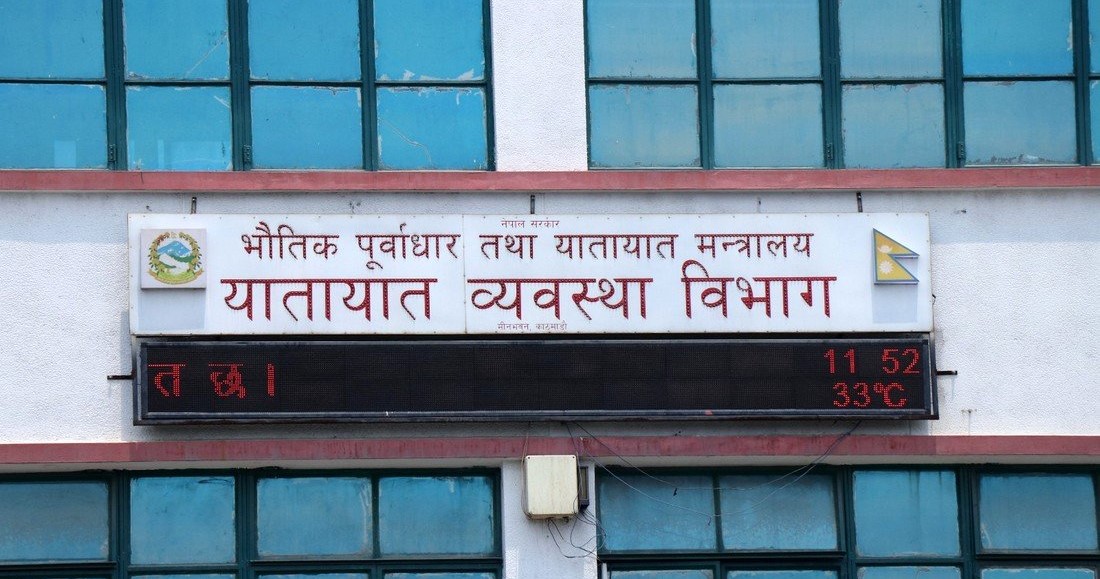 नेपाल सरकार
भौतिक पूर्वाधार तथा यातायात मन्त्रालय
यातायात व्यवस्था विभाग
मीनभवन, काठमाडौं
त छ।
11 52
33°C